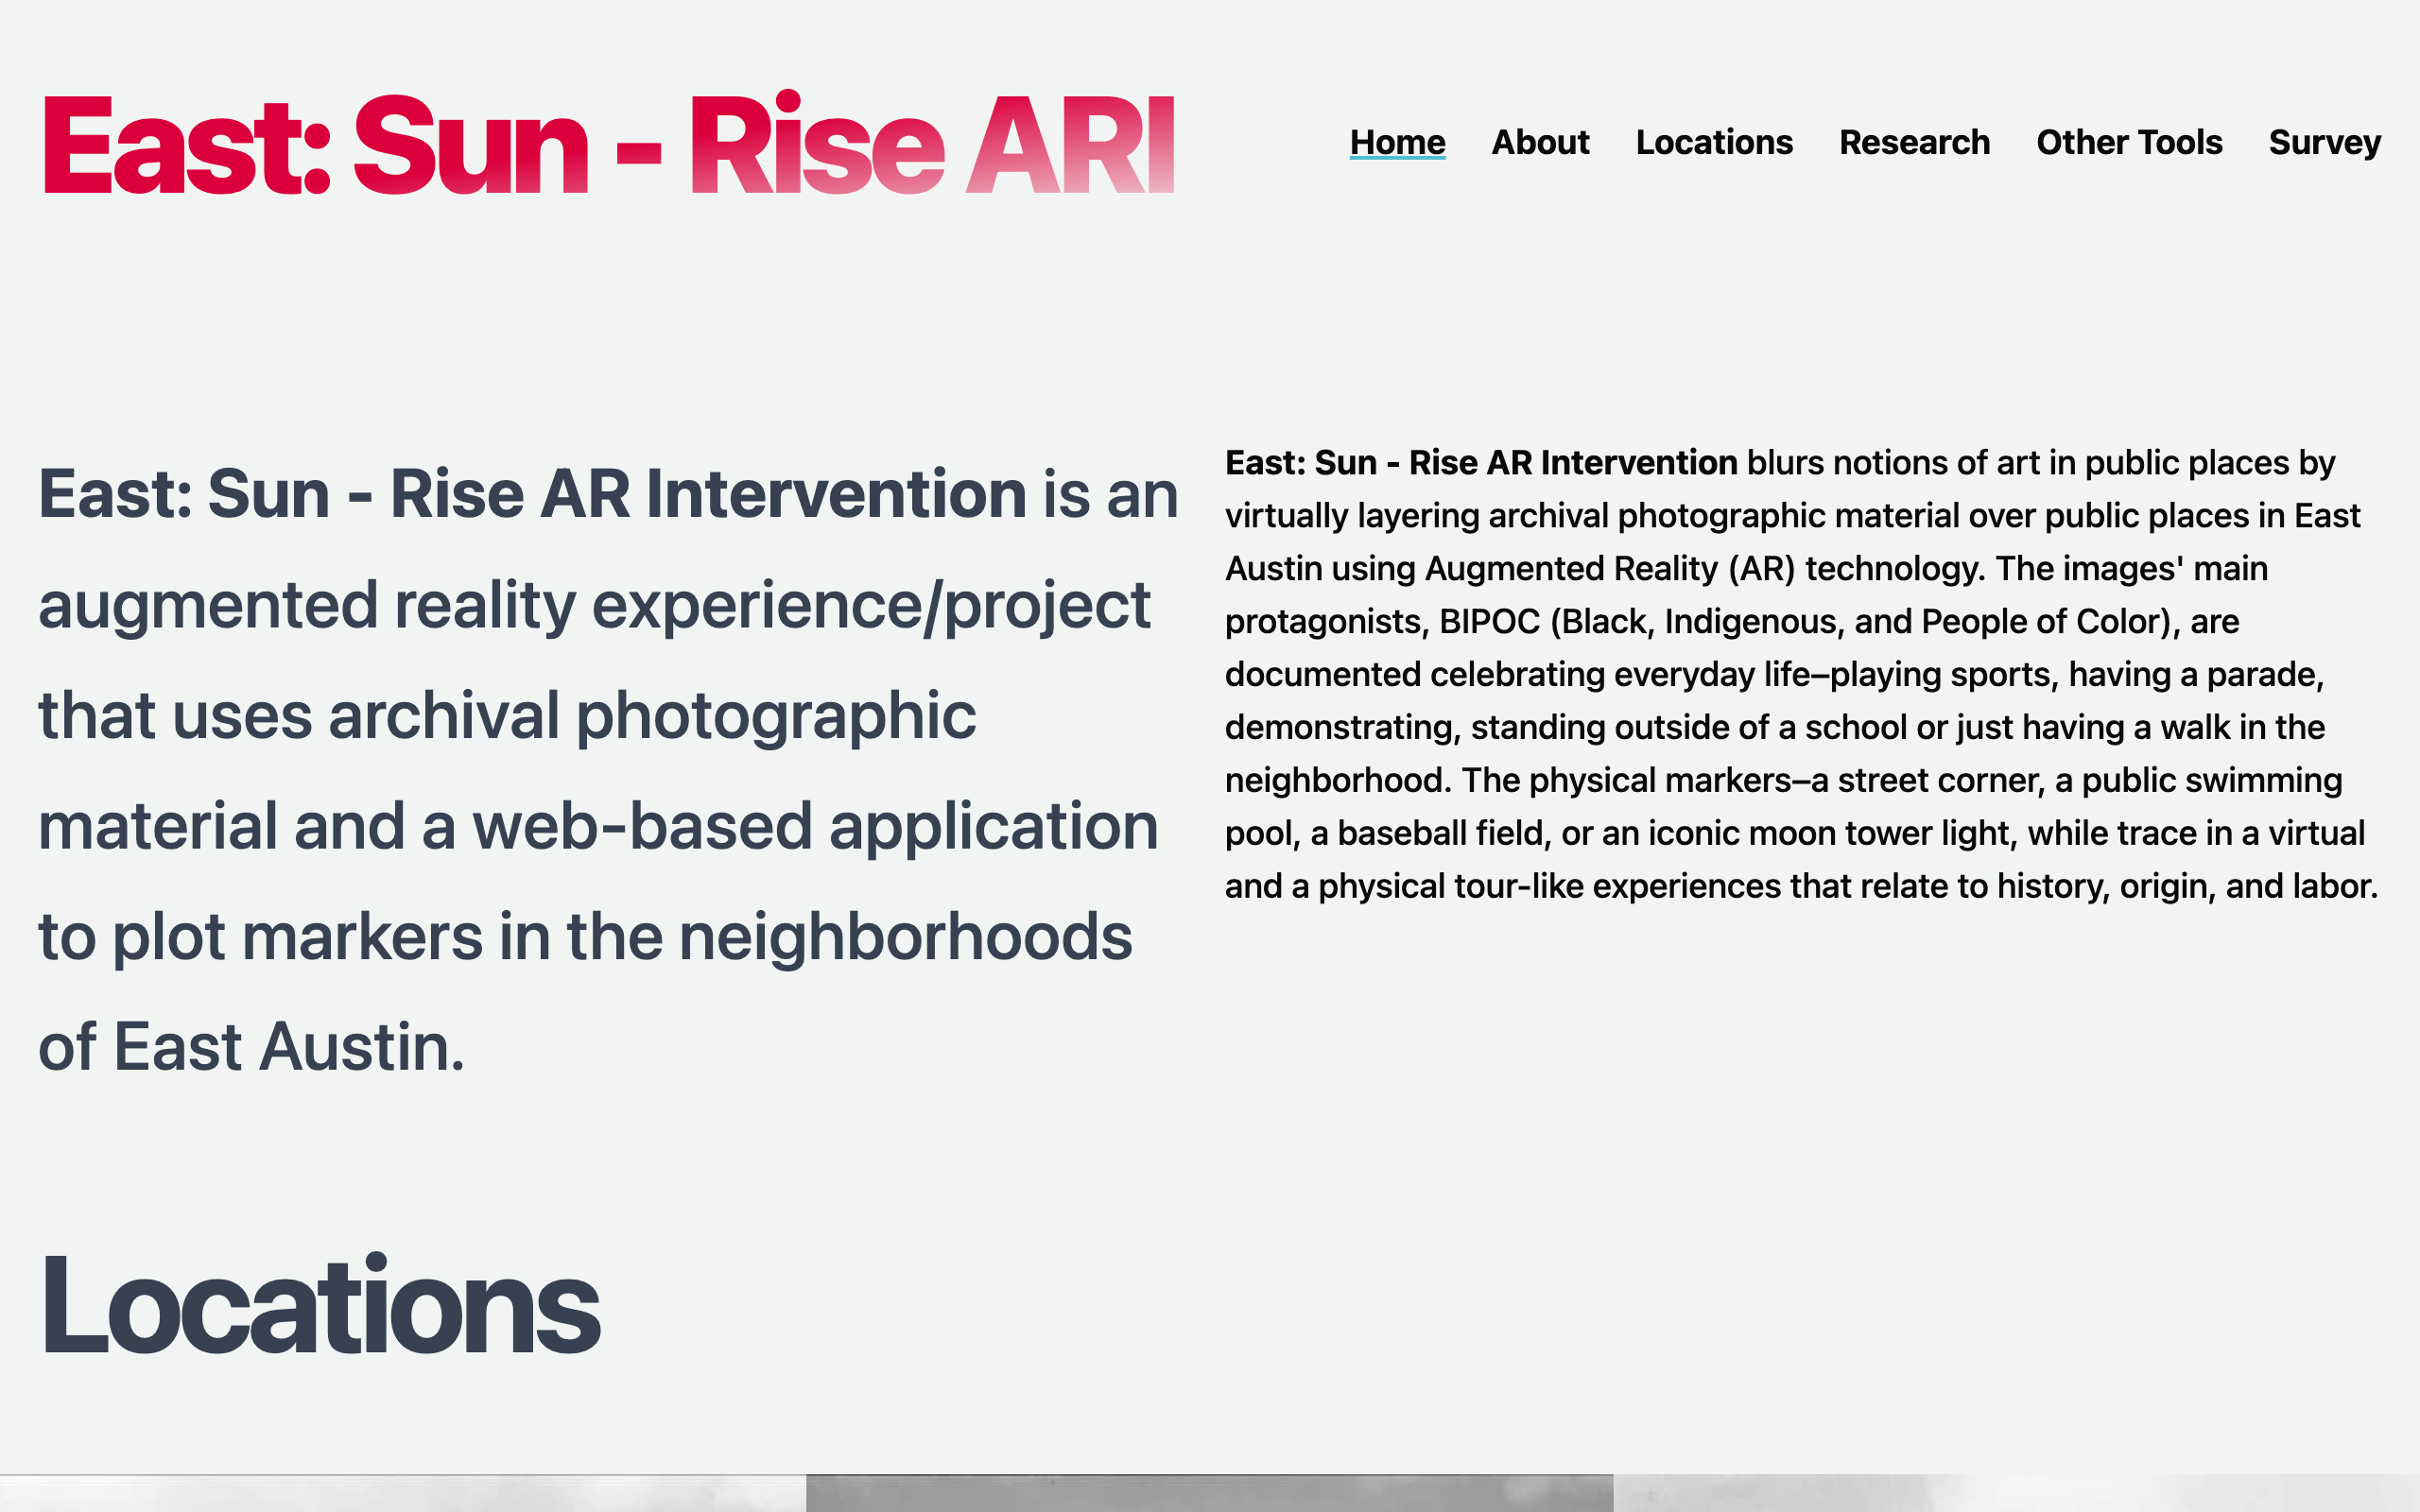 East: Sun - Rise ARI
Home About Locations Research Other Tools Survey
East: Sun - Rise AR Intervention is an
augmented reality experience/project
that uses archival photographic
material and a web-based application
to plot markers in the neighborhoods
of East Austin.
East: Sun - Rise AR Intervention blurs notions of art in public places by
virtually layering archival photographic material over public places in East
Austin using Augmented Reality (AR) technology. The images' main
protagonists, BIPOC (Black, Indigenous, and People of Color), are
documented celebrating everyday life–playing sports, having a parade,
demonstrating, standing outside of a school or just having a walk in the
neighborhood. The physical markers–a street corner, a public swimming
pool, a baseball field, or an iconic moon tower light, while trace in a virtual
and a physical tour-like experiences that relate to history, origin, and labor.
Locations